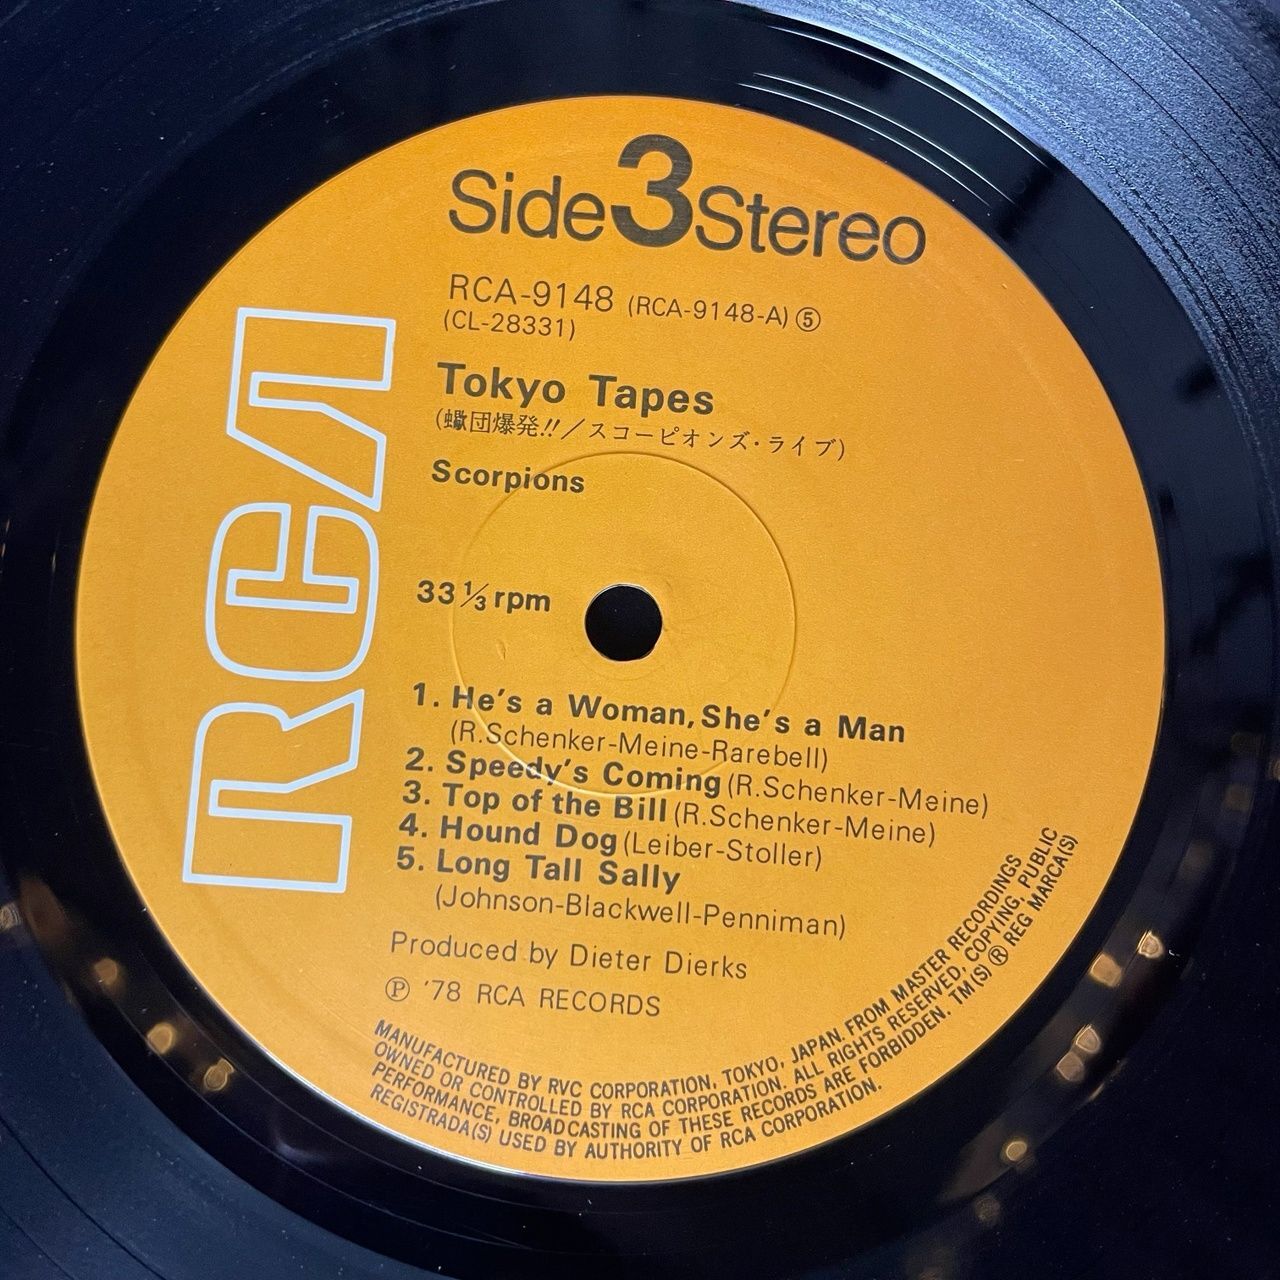 Side 3 Stereo
RCA-9148 (RCA-9148-A) ⑤
(CL-28331)
Tokyo Tapes
(蠍団爆発!!／スコーピオンズ・ライブ)
Scorpions
33 1/3 rpm
1. He's a Woman, She's a Man
(R.Schenker-Meine-Rarebell)
2. Speedy's Coming (R.Schenker-Meine)
3. Top of the Bill (R.Schenker-Meine)
4. Hound Dog (Leiber-Stoller)
5. Long Tall Sally
(Johnson-Blackwell-Penniman)
Produced by Dieter Dierks
℗ '78 RCA RECORDS
MANUFACTURED BY RVC CORPORATION, TOKYO, JAPAN. FROM MASTER RECORDINGS
OWNED OR CONTROLLED BY RCA CORPORATION. ALL RIGHTS RESERVED, COPYING, PUBLIC
PERFORMANCE, BROADCASTING OF THESE RECORDS ARE FORBIDDEN. TM(S) ® REG MARCA(S)
REGISTRADA(S) USED BY AUTHORITY OF RCA CORPORATION.
RCA